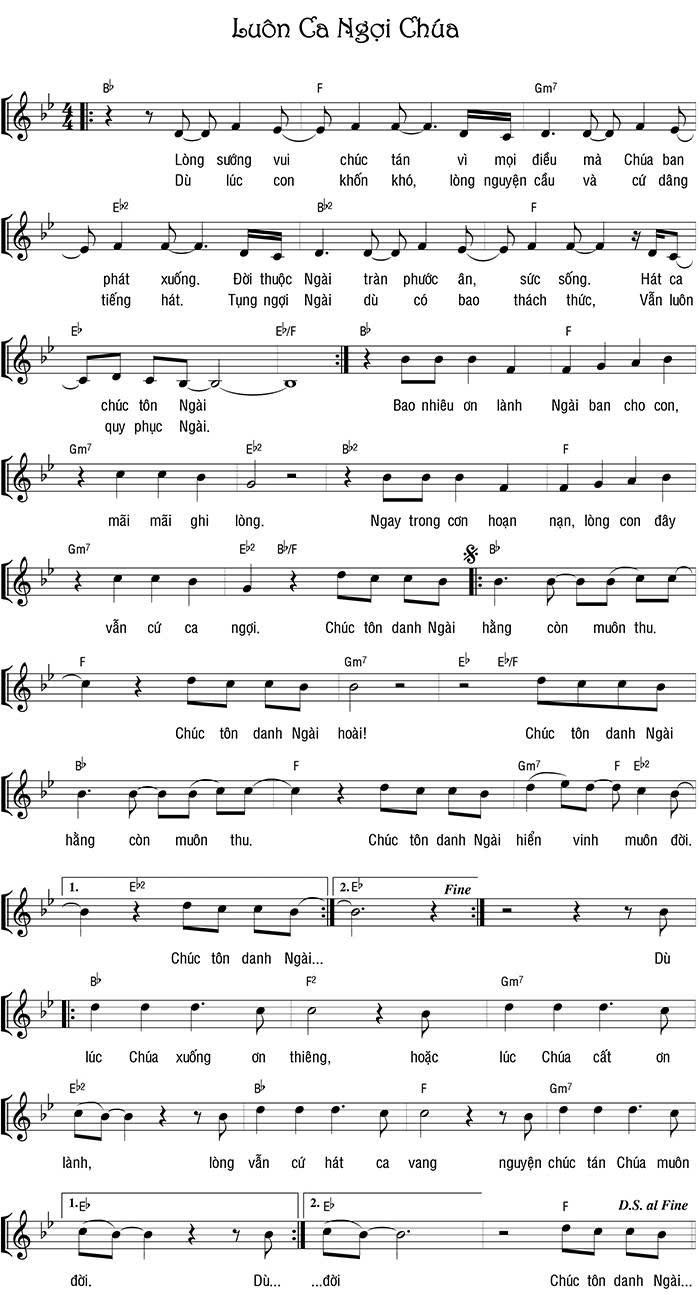 Luôn Ca Ngợi Chúa
B♭ F Gm7
Lòng sướng vui chúc tán vì mọi điều mà Chúa ban
Dù lúc con khốn khó, lòng nguyện cầu và cứ dâng
E♭2 B♭2 F
phát xuống. Đời thuộc Ngài tràn phước ân, sức sống. Hát ca
tiếng hát. Tụng ngợi Ngài dù có bao thách thức, Vẫn luôn
E♭ E♭/F B♭ F
chúc tôn Ngài Bao nhiêu ơn lành Ngài ban cho con,
quy phục Ngài.
Gm7 E♭2 B♭2 F
mãi mãi ghi lòng. Ngay trong cơn hoạn nạn, lòng con đây
Gm7 E♭2 B♭/F B♭
vẫn cứ ca ngợi. Chúc tôn danh Ngài hằng còn muôn thu.
F Gm7 E♭ E♭/F
Chúc tôn danh Ngài hoài! Chúc tôn danh Ngài
B♭ F Gm7 F E♭2
hằng còn muôn thu. Chúc tôn danh Ngài hiển vinh muôn đời.
1. E♭2 2. E♭ Fine
Chúc tôn danh Ngài... Dù
B♭ F2 Gm7
lúc Chúa xuống ơn thiêng, hoặc lúc Chúa cất ơn
E♭2 B♭ F Gm7
lành, lòng vẫn cứ hát ca vang nguyện chúc tán Chúa muôn
1. E♭ 2. E♭ F D.S. al Fine
đời. Dù... ...đời Chúc tôn danh Ngài...